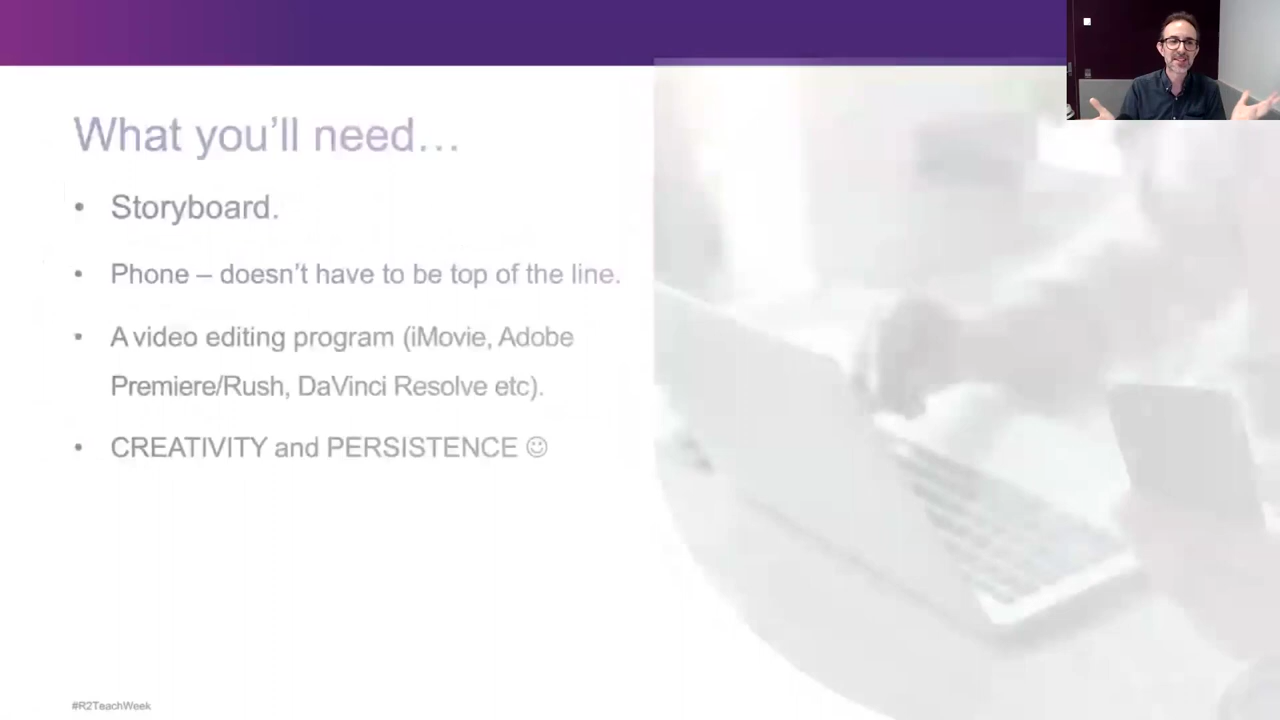 What you’ll need…
• Storyboard.
• Phone – doesn’t have to be top of the line.
• A video editing program (iMovie, Adobe
Premiere/Rush, DaVinci Resolve etc).
• CREATIVITY and PERSISTENCE ☺
#R2TeachWeek